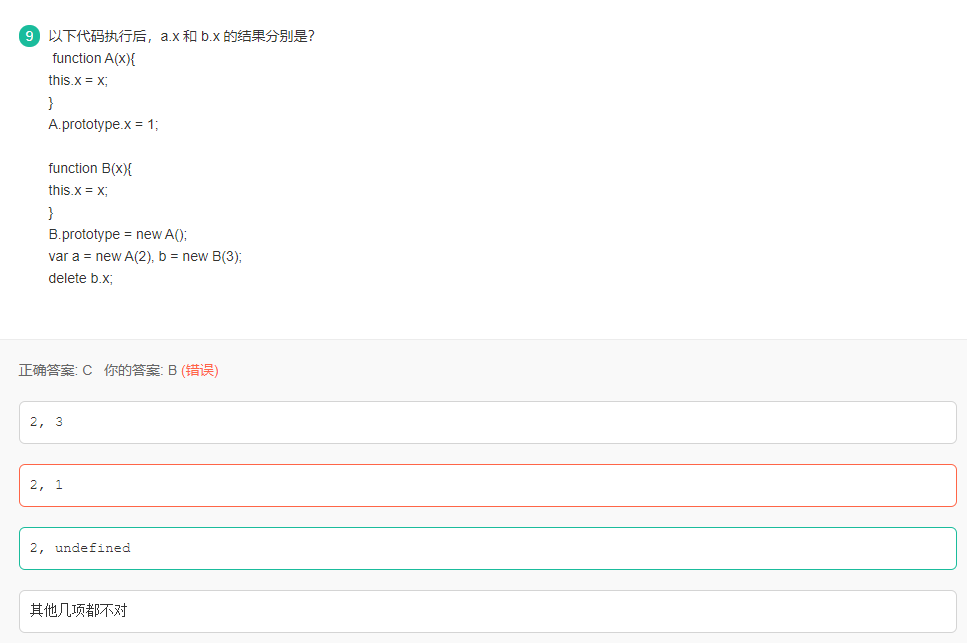 9 以下代码执行后，a.x 和 b.x 的结果分别是？
function A(x){
this.x = x;
}
A.prototype.x = 1;
function B(x){
this.x = x;
}
B.prototype = new A();
var a = new A(2), b = new B(3);
delete b.x;
正确答案: C 你的答案: B (错误)
2, 3
2, 1
2, undefined
其他几项都不对